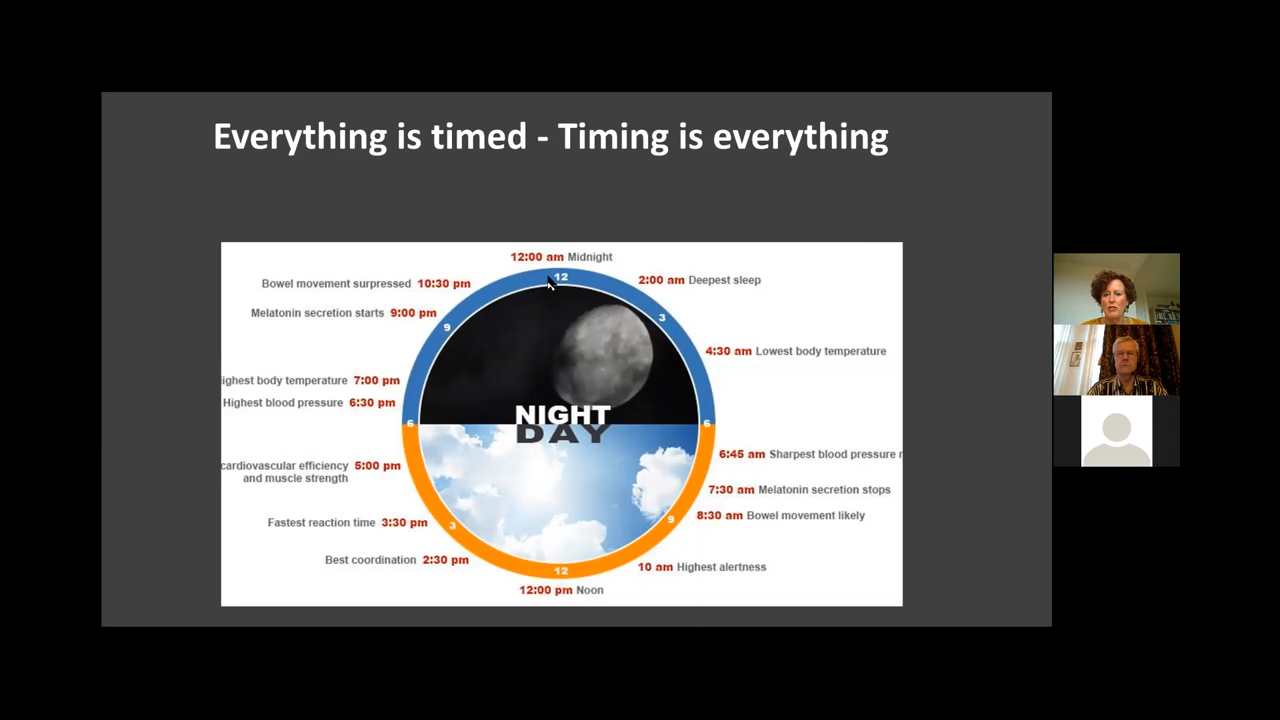 Everything is timed - Timing is everything
12:00 am Midnight
Bowel movement surpressed 10:30 pm
2:00 am Deepest sleep
12
Melatonin secretion starts 9:00 pm
9
3
4:30 am Lowest body temperature
ighest body temperature 7:00 pm
Highest blood pressure 6:30 pm
NIGHT
6
6
DAY
6:45 am Sharpest blood pressure r
cardiovascular efficiency 5:00 pm
and muscle strength
7:30 am Melatonin secretion stops
8:30 am Bowel movement likely
Fastest reaction time 3:30 pm
3
9
Best coordination 2:30 pm
10 am Highest alertness
12
12:00 pm Noon